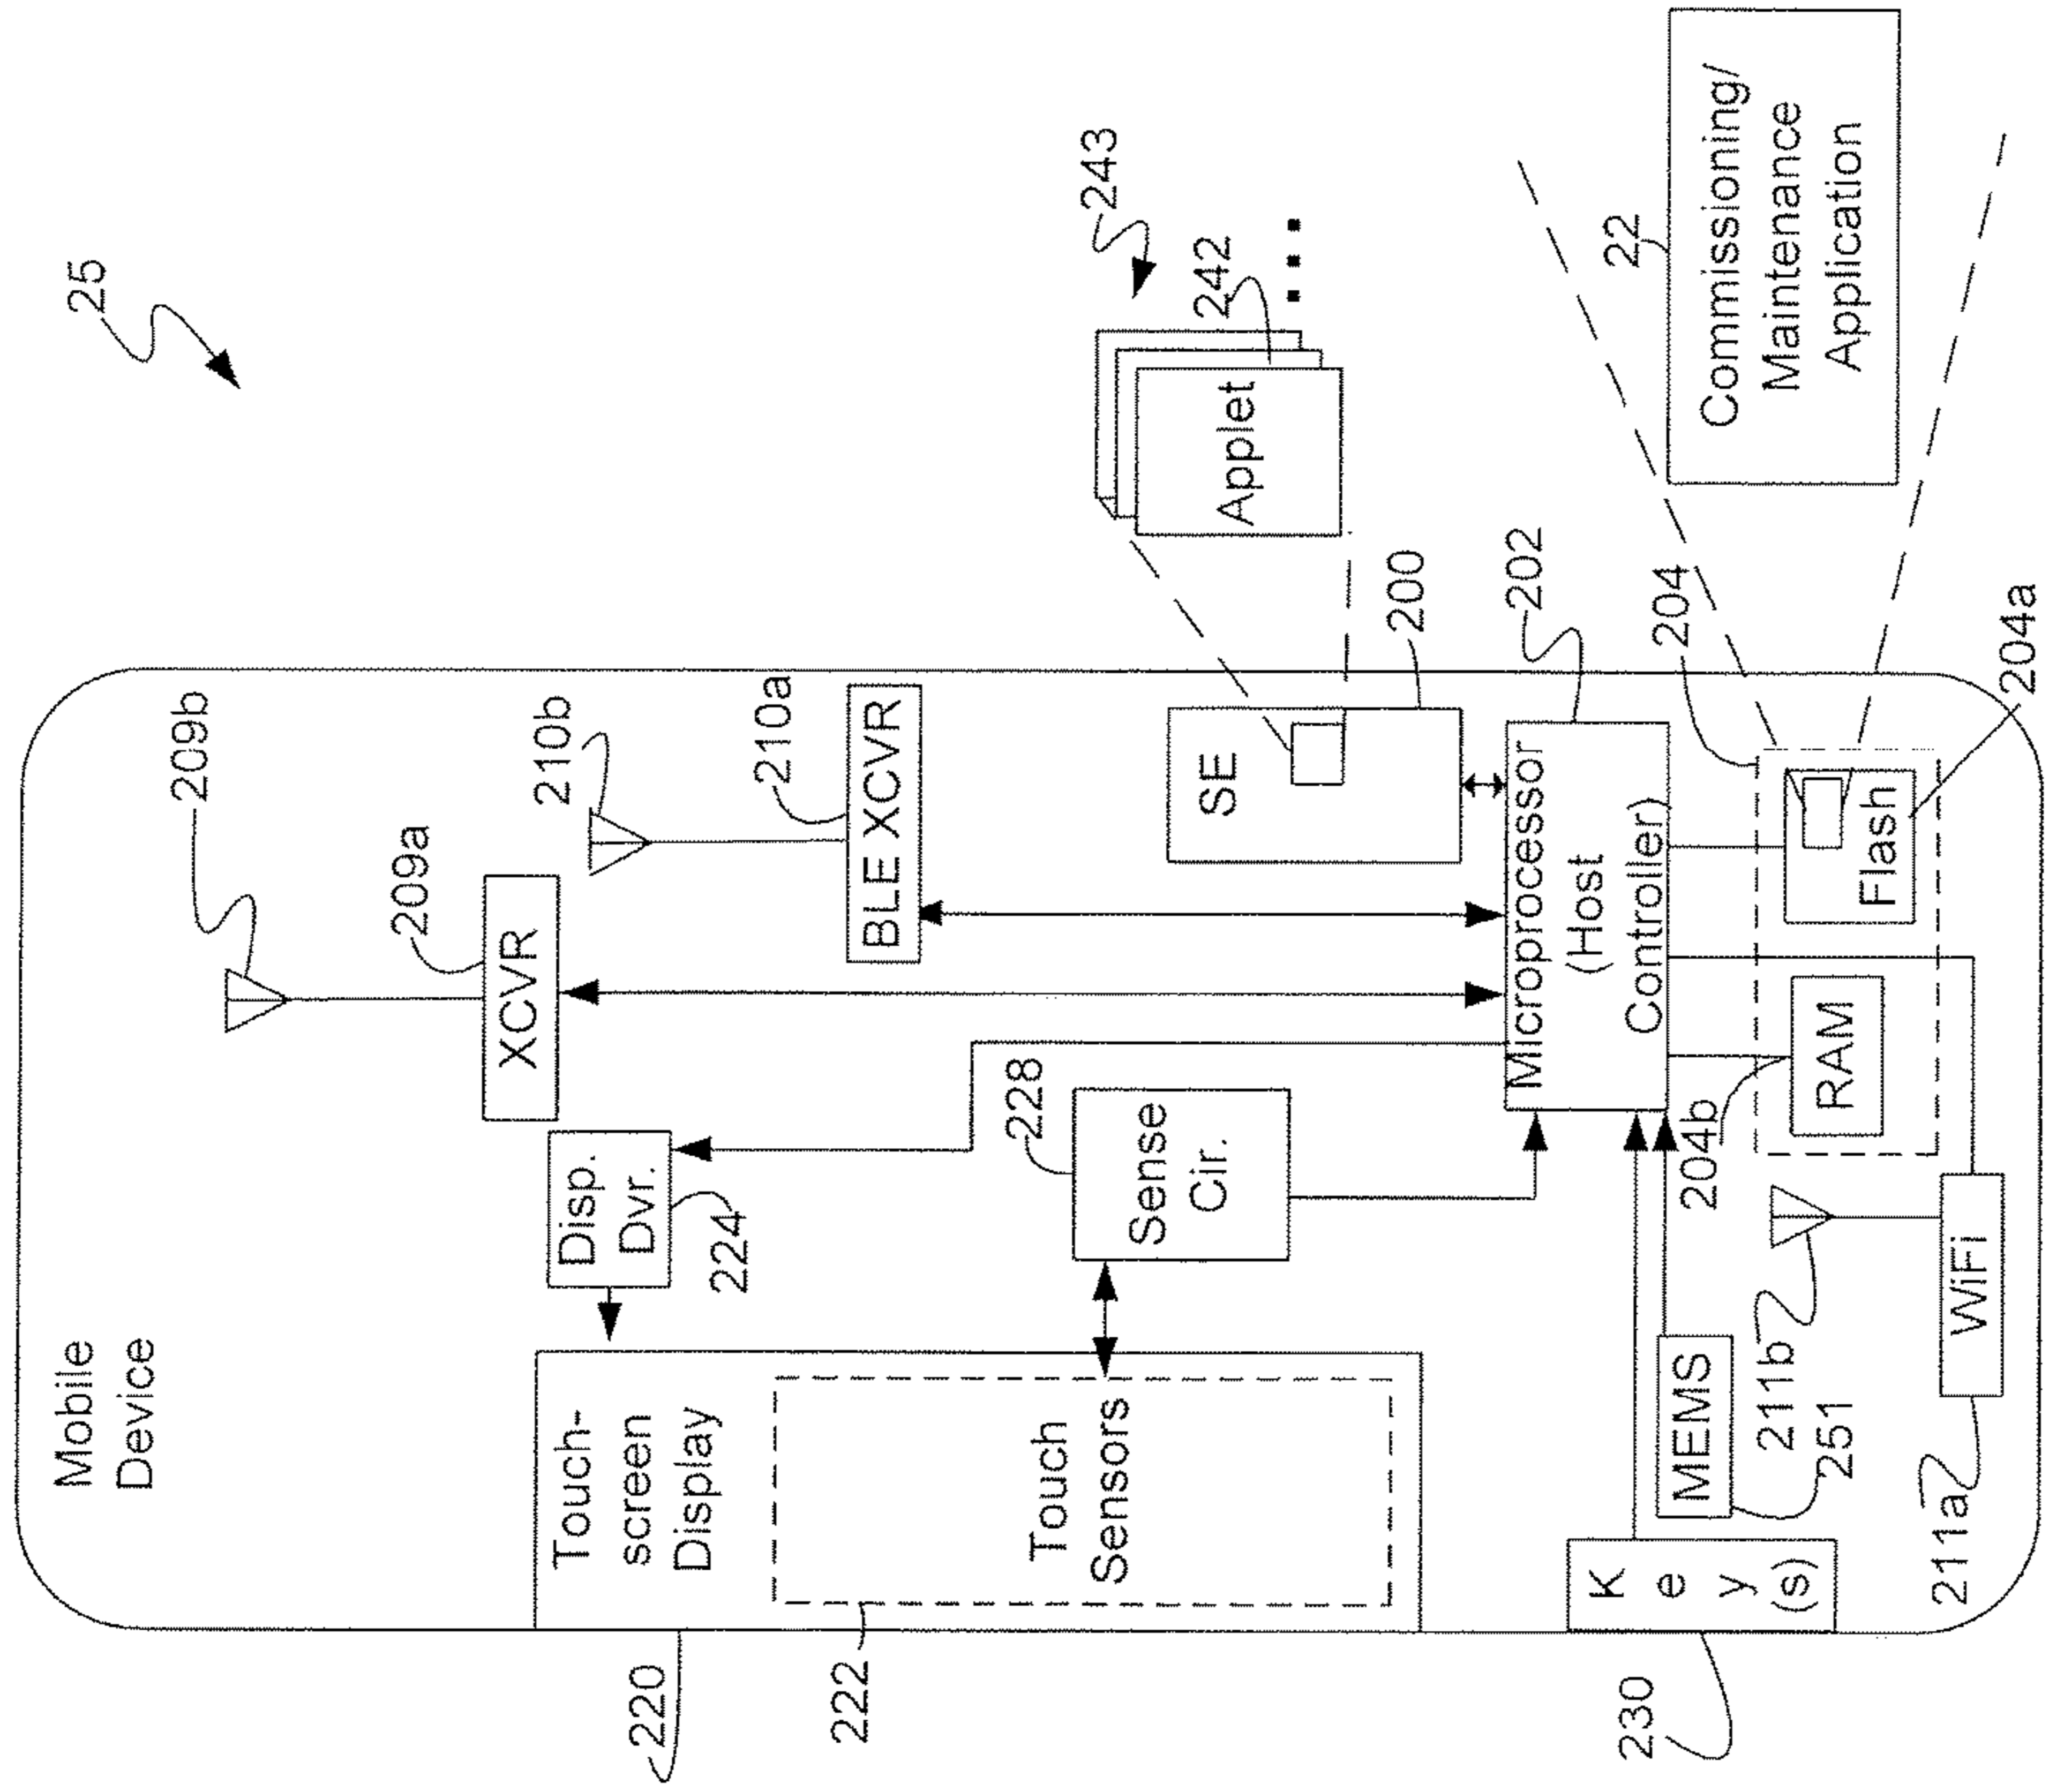 25
Mobile
Device
209b
209a
XCVR
210b
210a
BLE XCVR
Disp.
Dvr.
224
Touch-
screen
Display
Touch
Sensors
220
222
228
Sense
Cir.
SE
200
243
242
Applet
202
Microprocessor
(Host
Controller)
204
204a
Flash
204b
RAM
22
Commissioning/
Maintenance
Application
K
e
y
(s)
230
MEMS
251
211b
211a
WiFi